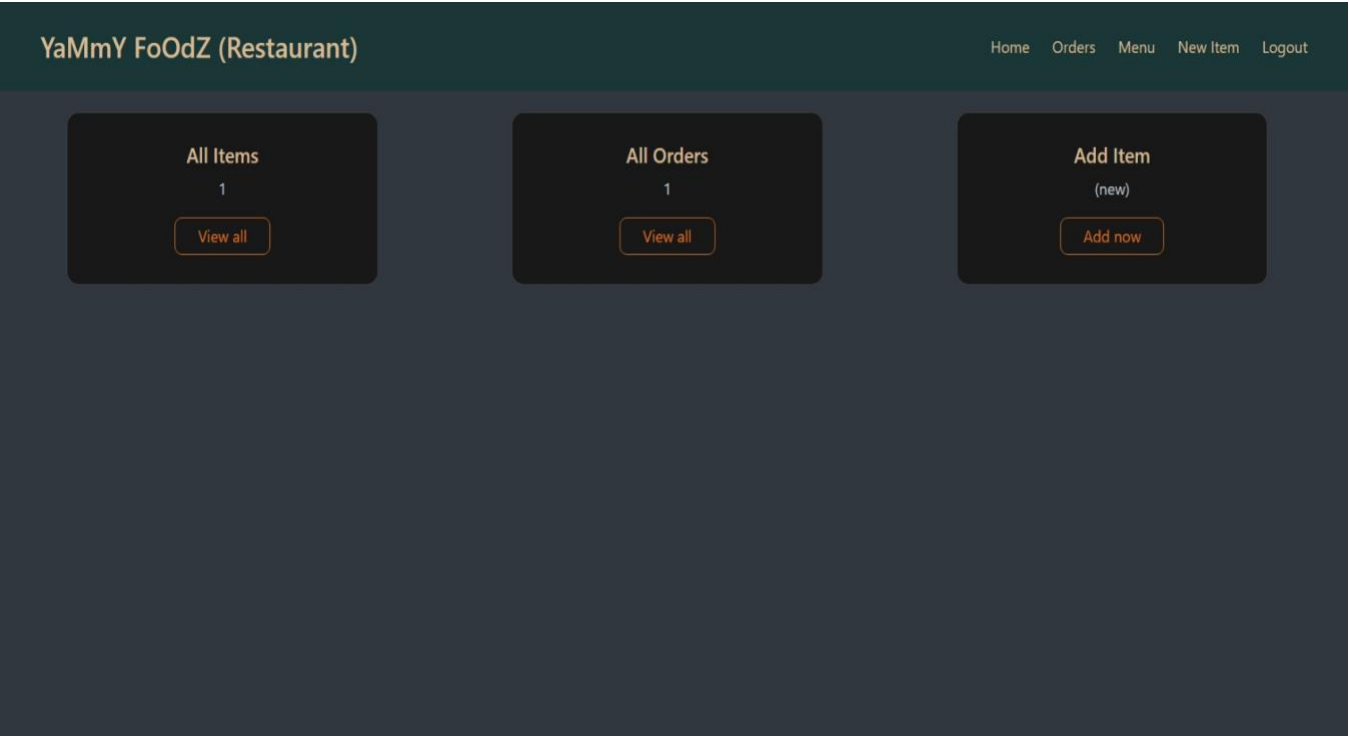 YaMmY FoOdZ (Restaurant)
Home Orders Menu New Item Logout
All Items
1
View all
All Orders
1
View all
Add Item
(new)
Add now